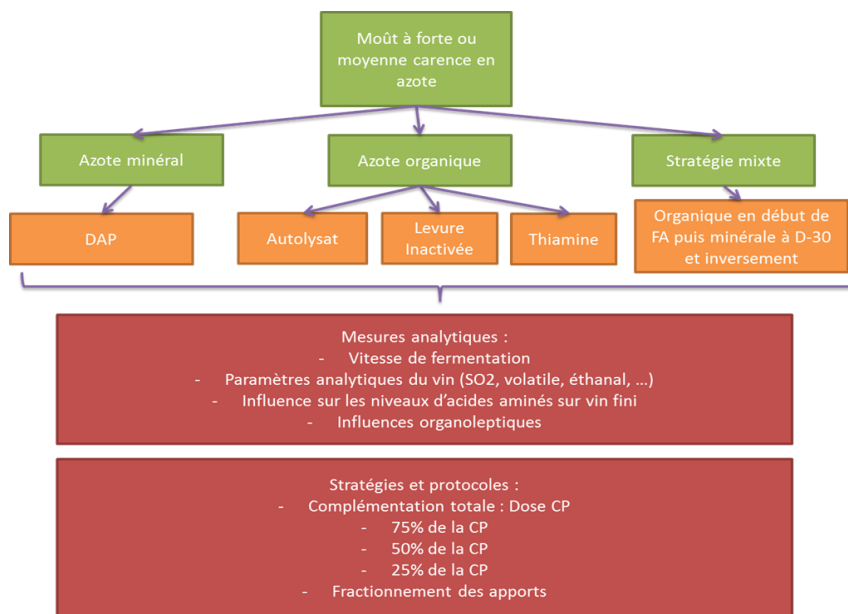 Moût à forte ou
moyenne carence en
azote
Azote minéral
Azote organique
Stratégie mixte
DAP
Autolysat
Levure
Inactivée
Thiamine
Organique en début de
FA puis minérale à D-30
et inversement
Mesures analytiques :
- Vitesse de fermentation
- Paramètres analytiques du vin (SO2, volatile, éthanal, ...)
- Influence sur les niveaux d'acides aminés sur vin fini
- Influences organoleptiques
Stratégies et protocoles :
- Complémentation totale : Dose CP
- 75% de la CP
- 50% de la CP
- 25% de la CP
- Fractionnement des apports